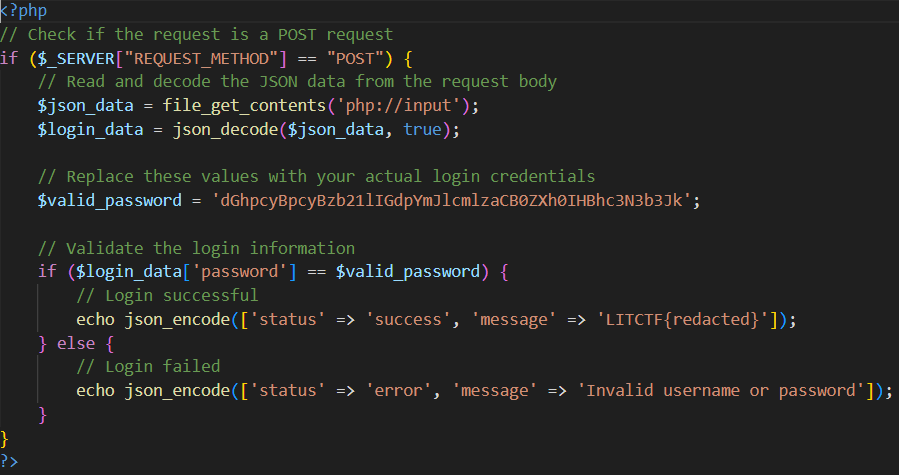 <?php
// Check if the request is a POST request
if ($_SERVER["REQUEST_METHOD"] == "POST") {
    // Read and decode the JSON data from the request body
    $json_data = file_get_contents('php://input');
    $login_data = json_decode($json_data, true);

    // Replace these values with your actual login credentials
    $valid_password = 'dGhpcyBpcyBzb21lIGdpYmJlcmlzaCB0ZXh0IHBhc3N3b3Jk';

    // Validate the login information
    if ($login_data['password'] == $valid_password) {
        // Login successful
        echo json_encode(['status' => 'success', 'message' => 'LITCTF{redacted}']);
    } else {
        // Login failed
        echo json_encode(['status' => 'error', 'message' => 'Invalid username or password']);
    }
}
?>